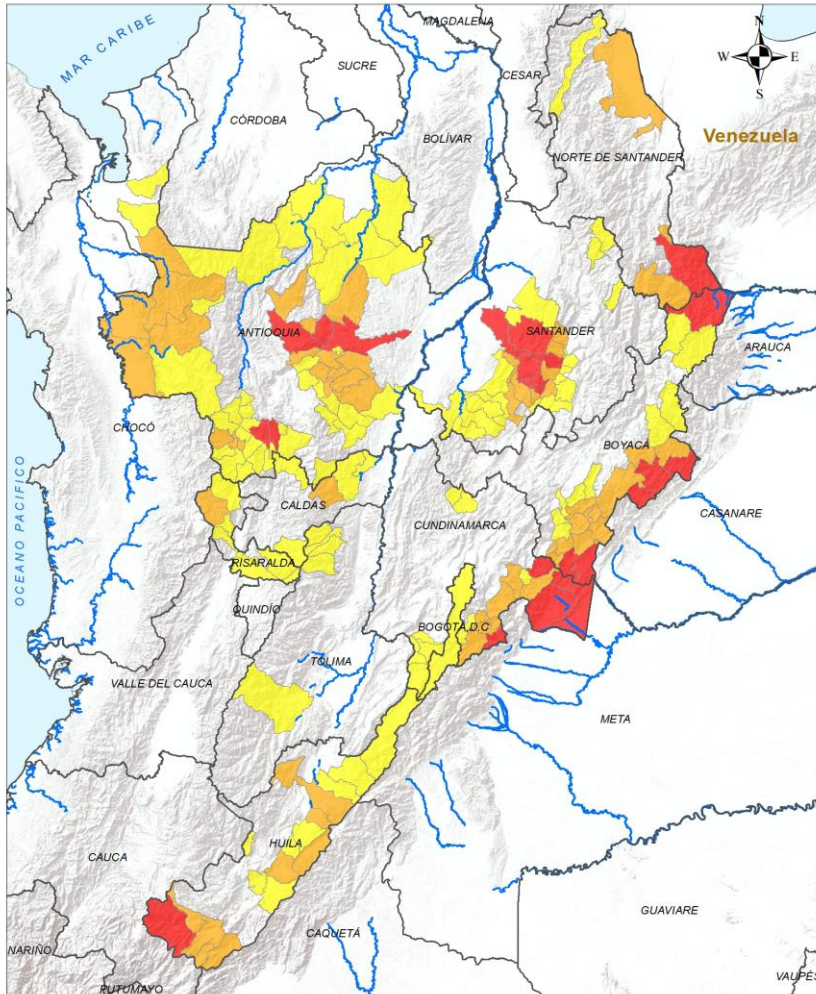 MAGDALENA
MAR CARIBE
SUCRE
CESAR
N
W E
S
CÓRDOBA
BOLÍVAR
Venezuela
NORTE DE SANTANDER
ANTIOQUIA
SANTANDER
ARAUCA
CHOCÓ
BOYACA
OCEANO PACIFICO
CALDAS
CUNDINAMARCA
CASANARE
RISARALDA
QUINDÍO
BOGOTÁ D.C
TOLIMA
VALLE DEL CAUCA
META
HUILA
CAUCA
GUAVIARE
CAQUETÁ
NARIÑO
PUTUMAYO
VAUPÉS